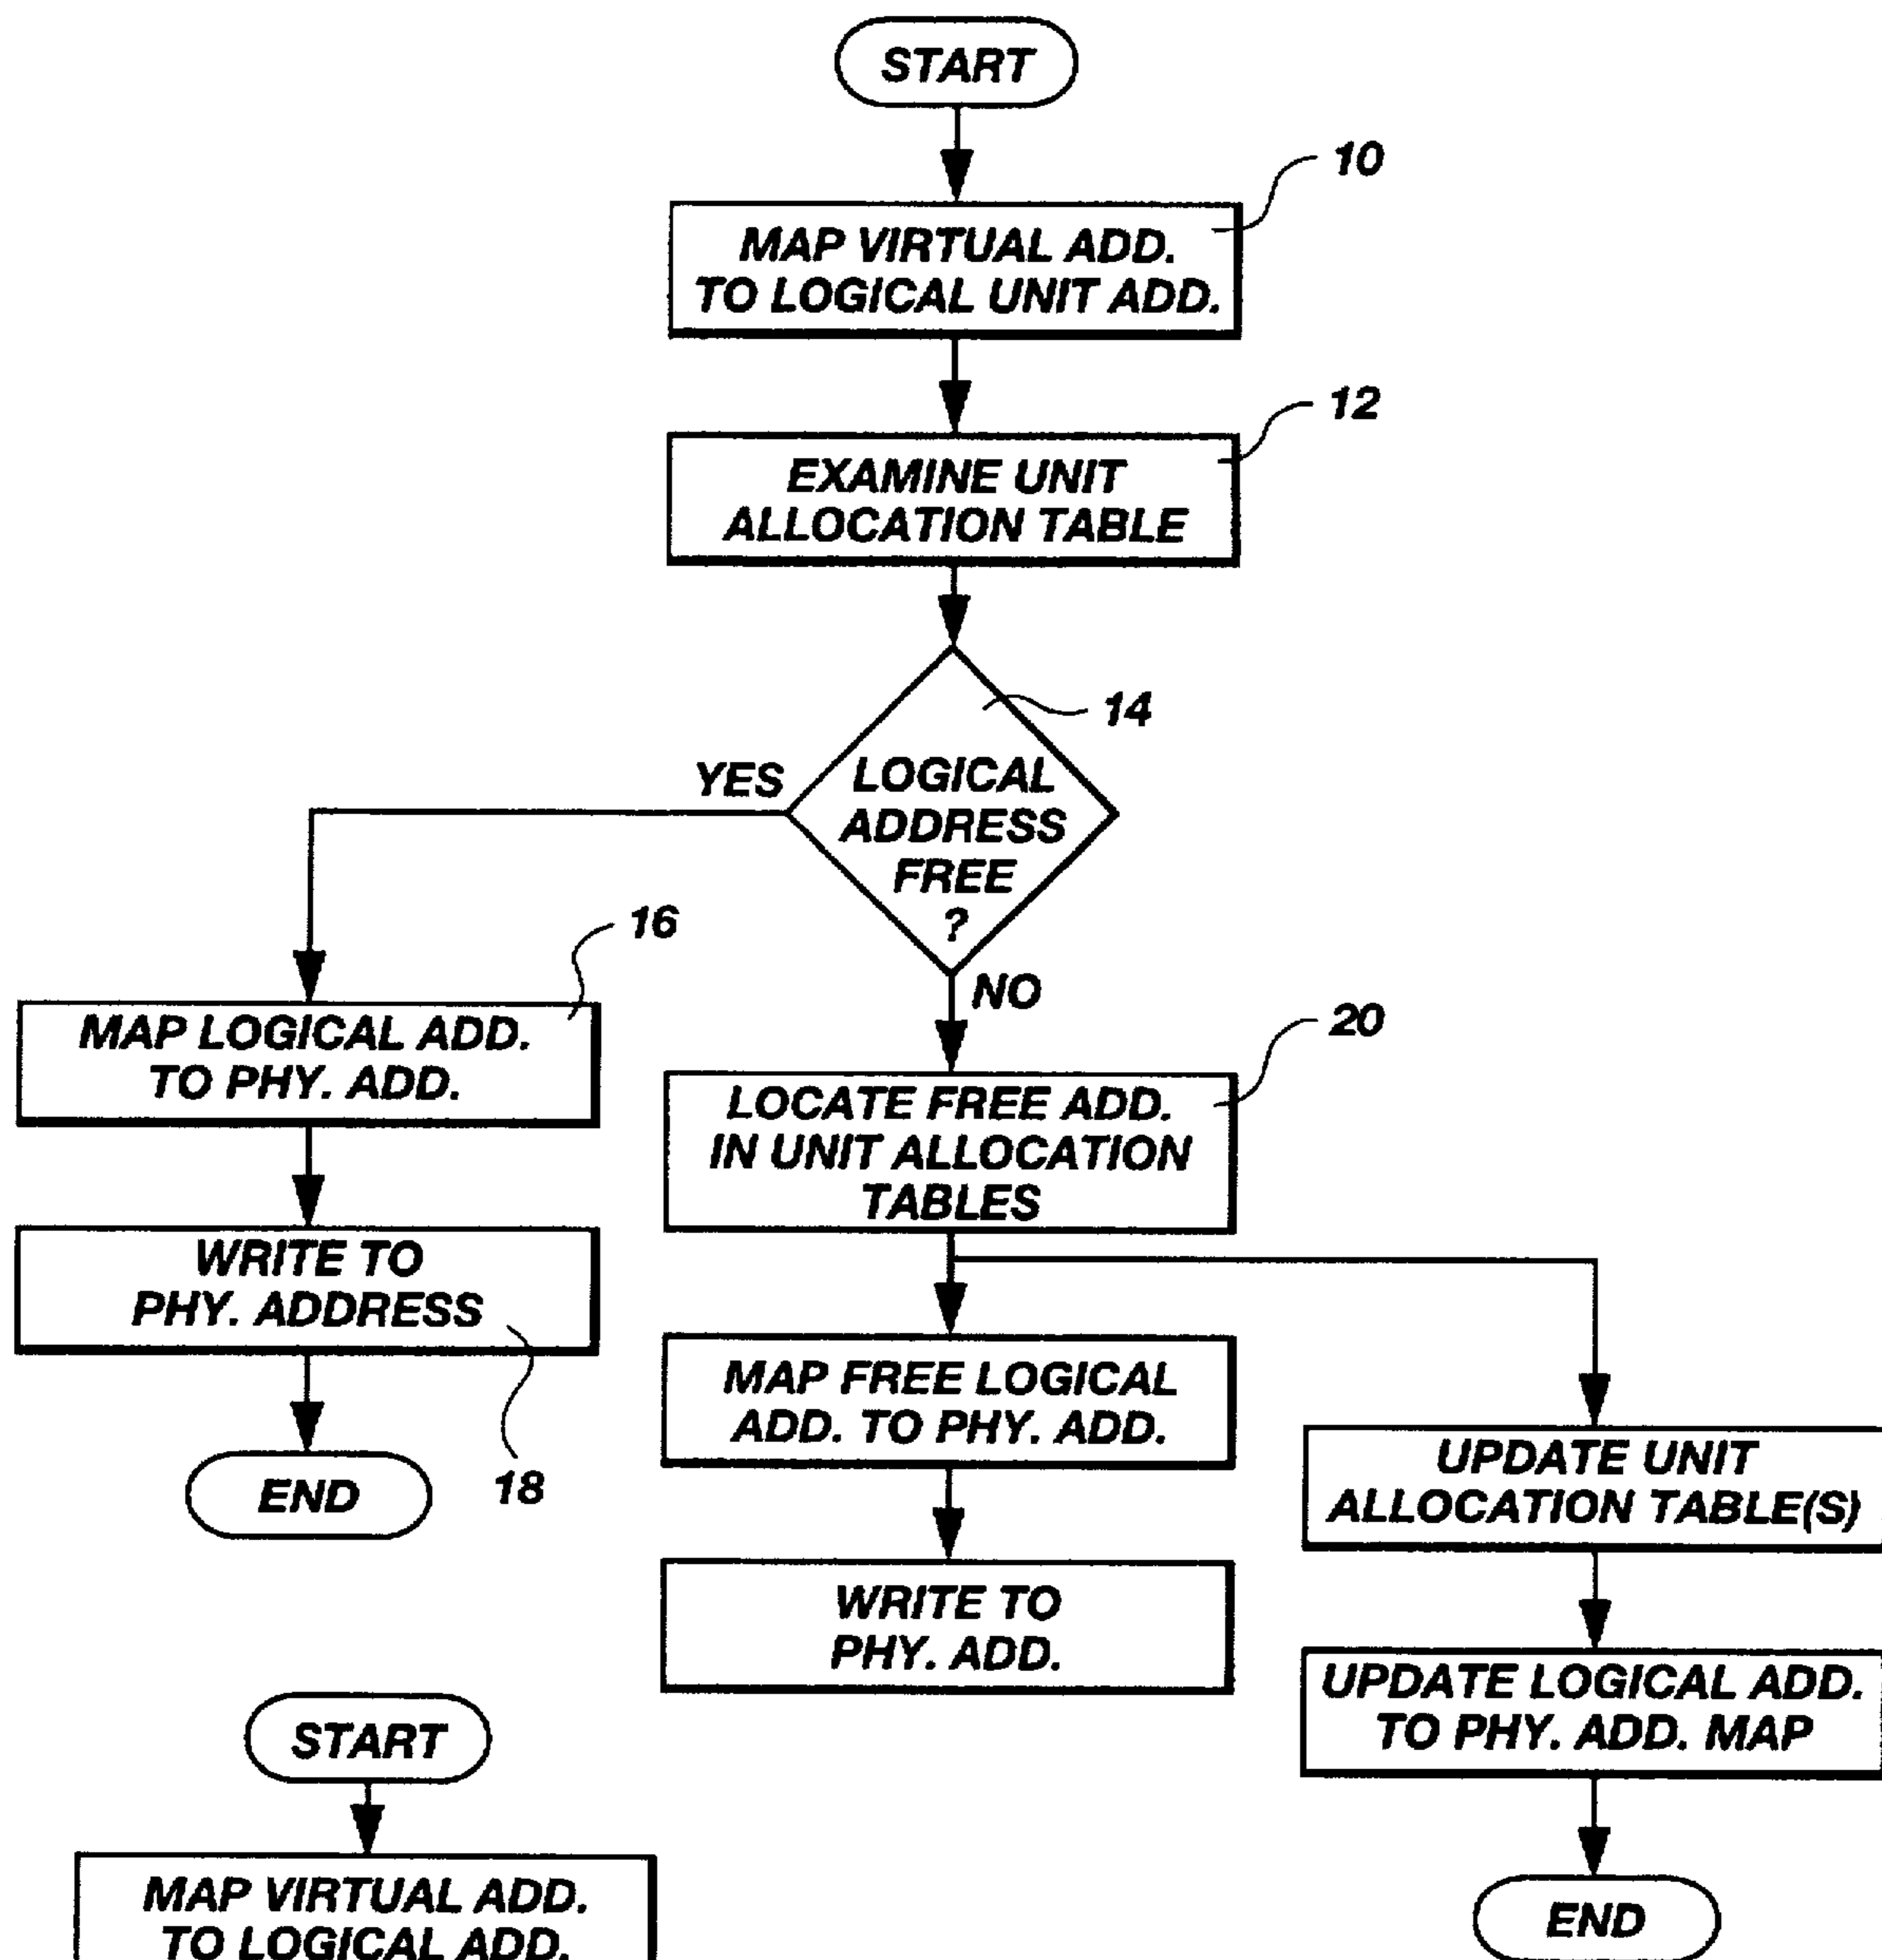 START
10
MAP VIRTUAL ADD.
TO LOGICAL UNIT ADD.
12
EXAMINE UNIT
ALLOCATION TABLE
14
LOGICAL
ADDRESS
FREE
?
YES
NO
16
MAP LOGICAL ADD.
TO PHY. ADD.
WRITE TO
PHY. ADDRESS
18
END
20
LOCATE FREE ADD.
IN UNIT ALLOCATION
TABLES
MAP FREE LOGICAL
ADD. TO PHY. ADD.
WRITE TO
PHY. ADD.
UPDATE UNIT
ALLOCATION TABLE(S)
UPDATE LOGICAL ADD.
TO PHY. ADD. MAP
END
START
MAP VIRTUAL ADD.
TO LOGICAL ADD.